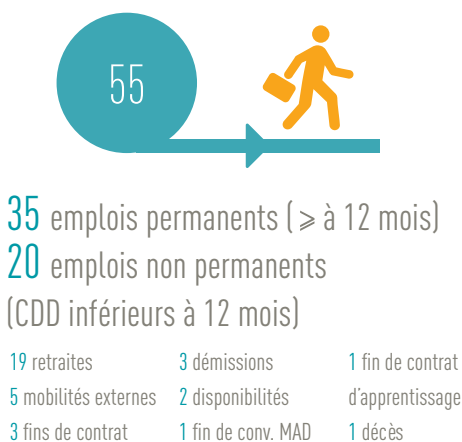 55
35 emplois permanents ( ⩾ à 12 mois)
20 emplois non permanents
(CDD inférieurs à 12 mois)
19 retraites
5 mobilités externes
3 fins de contrat
3 démissions
2 disponibilités
1 fin de conv. MAD
1 fin de contrat
d'apprentissage
1 décès